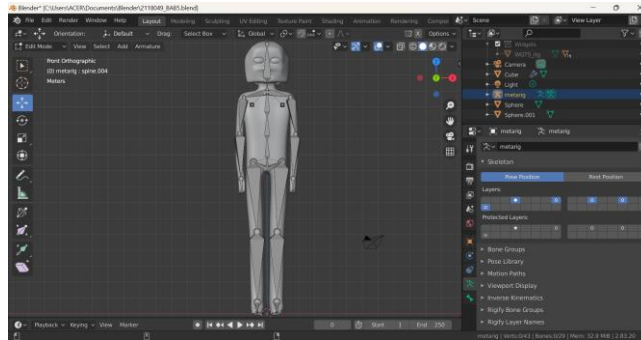 Blender* [C:\Users\ACER\Documents\Blender\2118049_BAB5.blend]
File Edit Render Window Help Layout Modeling Sculpting UV Editing Texture Paint Shading Animation Rendering Scene View Layer
Orientation: Default Drag: Select Box Global Options
Edit Mode View Select Add Armature
Front Orthographic
(0) metarig : spine.004
Meters
Camera
Cube
Light
metarig
Sphere
Sphere.001
metarig metarig
metarig
Skeleton
Pose Position Rest Position
Layers:
Protected Layers:
Bone Groups
Pose Library
Motion Paths
Viewport Display
Inverse Kinematics
Rigify Bone Groups
Rigify Layer Names
Playback Keying View Marker 0 Start 1 End 250